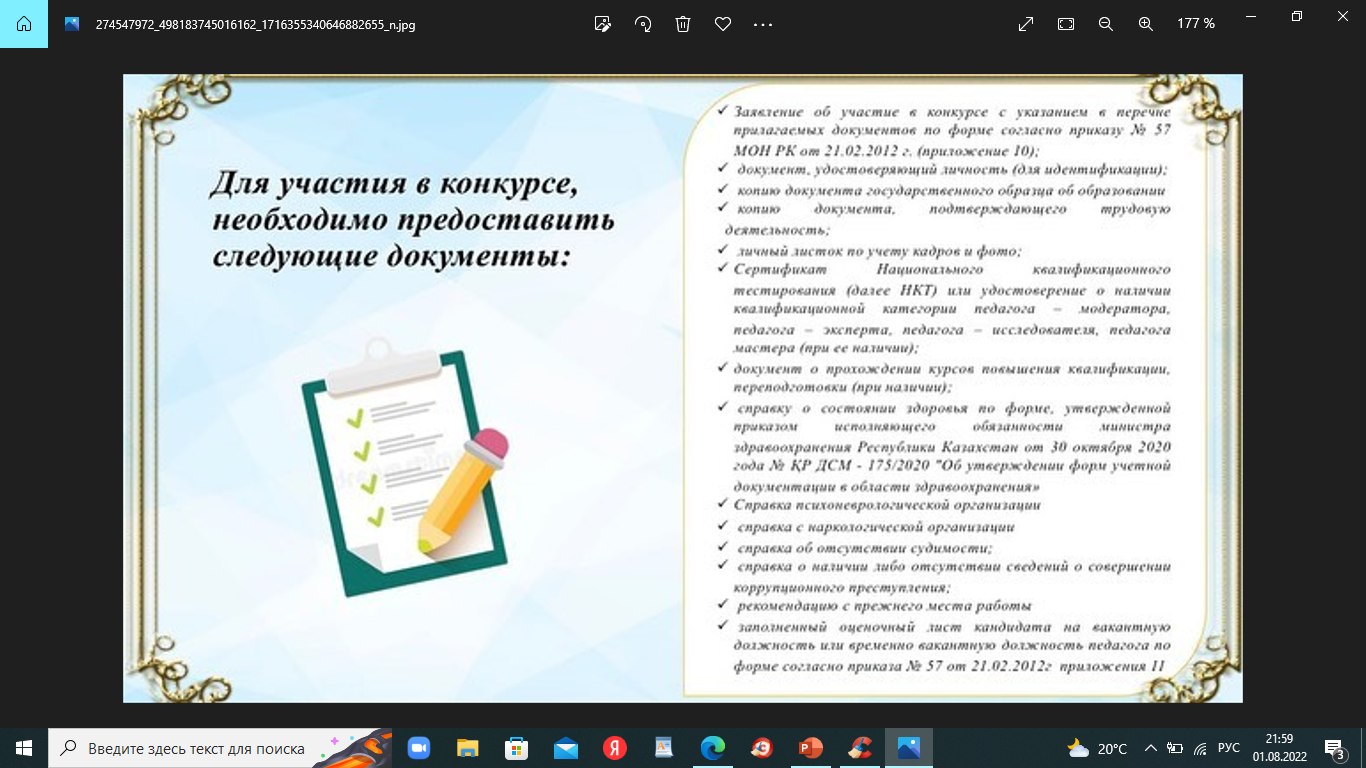 274547972_498183745016162_1716355340646882655_n.jpg
177 %
Для участия в конкурсе,
необходимо предоставить
следующие документы:
✓ Заявление об участие в конкурсе с указанием в перечне
прилагаемых документов по форме согласно приказу № 57
МОН РК от 21.02.2012 г. (приложение 10);
✓ документ, удостоверяющий личность (для идентификации);
✓ копию документа государственного образца об образовании
✓ копию документа, подтверждающего трудовую
деятельность;
✓ личный листок по учету кадров и фото;
✓ Сертификат Национального квалификационного
тестирования (далее НКТ) или удостоверение о наличии
квалификационной категории педагога – модератора,
педагога – эксперта, педагога – исследователя, педагога
мастера (при ее наличии);
✓ документ о прохождении курсов повышения квалификации,
переподготовки (при наличии);
✓ справку о состоянии здоровья по форме, утвержденной
приказом исполняющего обязанности министра
здравоохранения Республики Казахстан от 30 октября 2020
года № ҚР ДСМ - 175/2020 "Об утверждении форм учетной
документации в области здравоохранения»
✓ Справка психоневрологической организации
✓ справка с наркологической организации
✓ справка об отсутствии судимости;
✓ справка о наличии либо отсутствии сведений о совершении
коррупционного преступления;
✓ рекомендацию с прежнего места работы
✓ заполненный оценочный лист кандидата на вакантную
должность или временно вакантную должность педагога по
форме согласно приказа № 57 от 21.02.2012г приложения 11
Введите здесь текст для поиска
20°C
РУС
21:59
01.08.2022
3